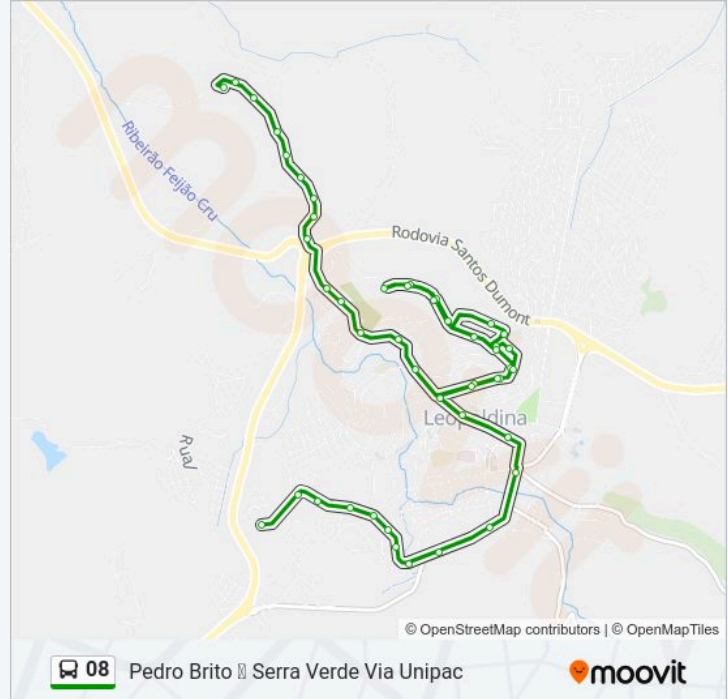 Ribeirão Feijão Cru
Rodovia Santos Dumont
Leopoldina
Rua/
© OpenStreetMap contributors | © OpenMapTiles
08 Pedro Brito ▯ Serra Verde Via Unipac
moovit